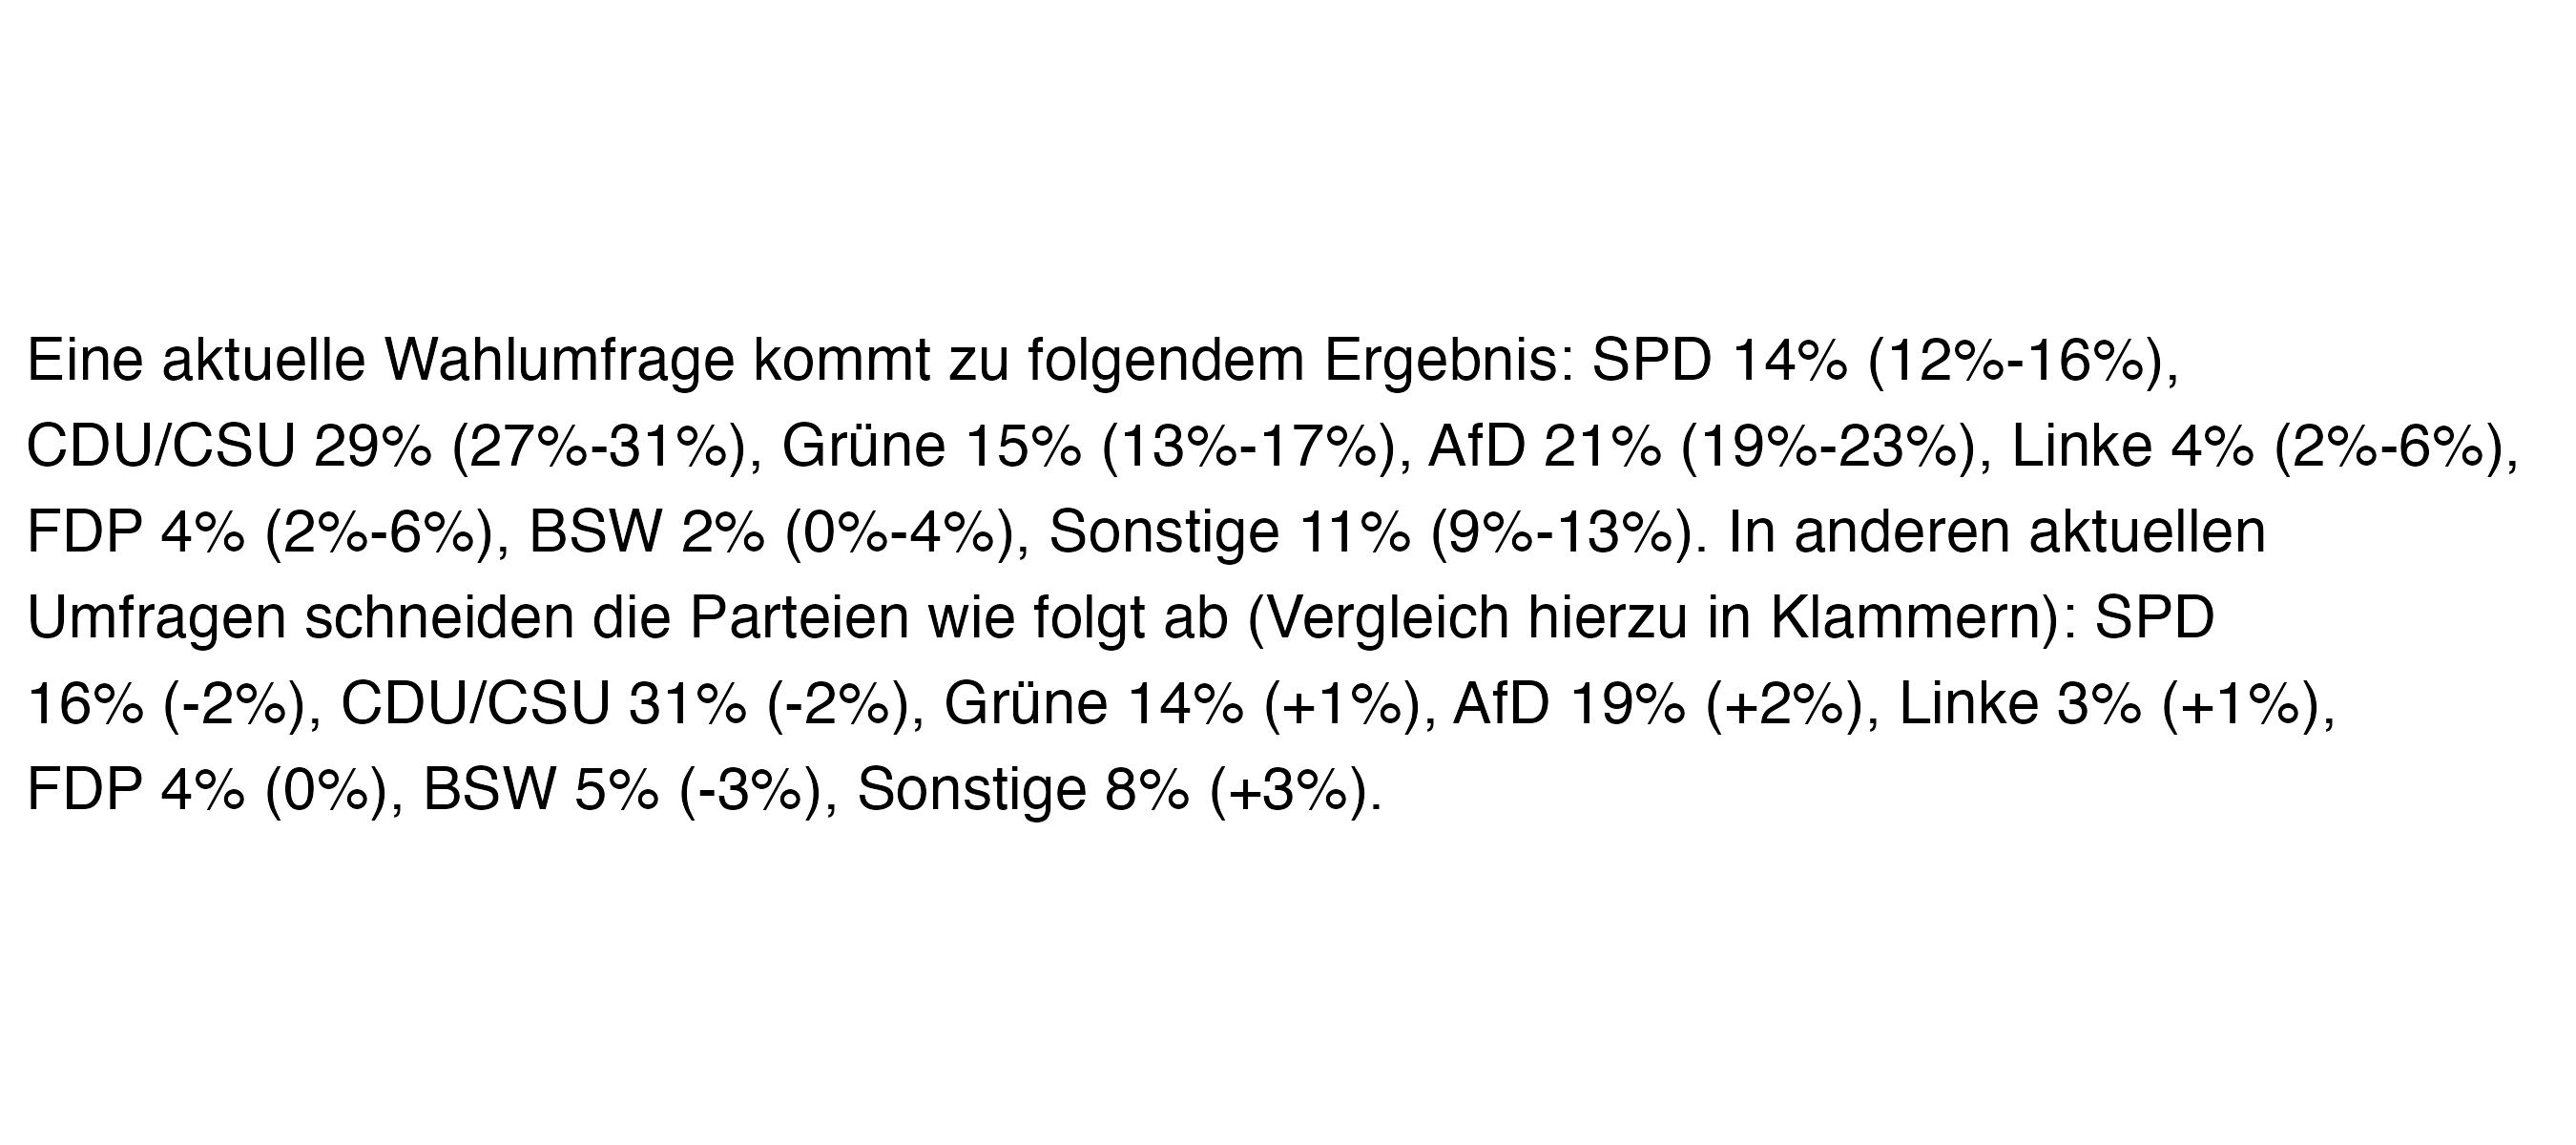 Eine aktuelle Wahlumfrage kommt zu folgendem Ergebnis: SPD 14% (12%-16%),
CDU/CSU 29% (27%-31%), Grüne 15% (13%-17%), AfD 21% (19%-23%), Linke 4% (2%-6%),
FDP 4% (2%-6%), BSW 2% (0%-4%), Sonstige 11% (9%-13%). In anderen aktuellen
Umfragen schneiden die Parteien wie folgt ab (Vergleich hierzu in Klammern): SPD
16% (-2%), CDU/CSU 31% (-2%), Grüne 14% (+1%), AfD 19% (+2%), Linke 3% (+1%),
FDP 4% (0%), BSW 5% (-3%), Sonstige 8% (+3%).